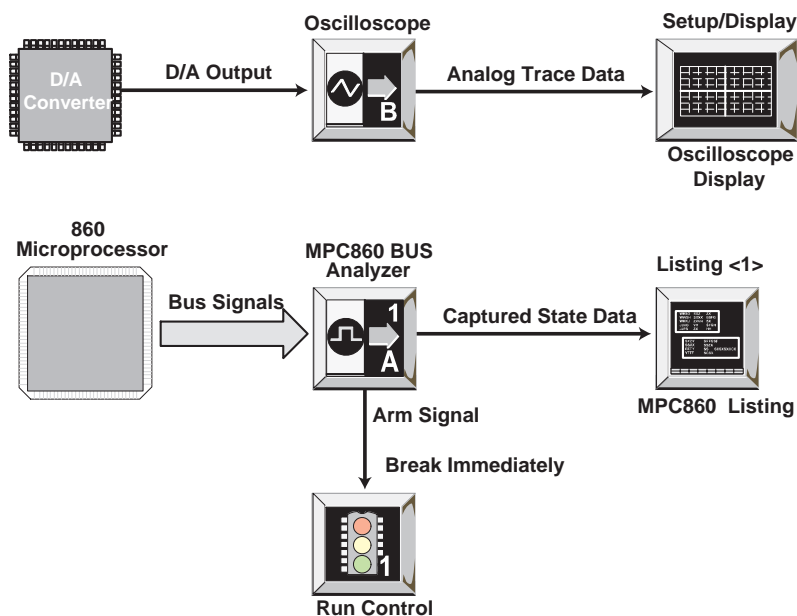 Oscilloscope
Setup/Display
D/A
Converter
D/A Output
B
Analog Trace Data
Oscilloscope
Display
860
Microprocessor
MPC860 BUS
Analyzer
Listing <1>
Bus Signals
1
A
Captured State Data
MPC860 Listing
Arm Signal
Break Immediately
1
Run Control